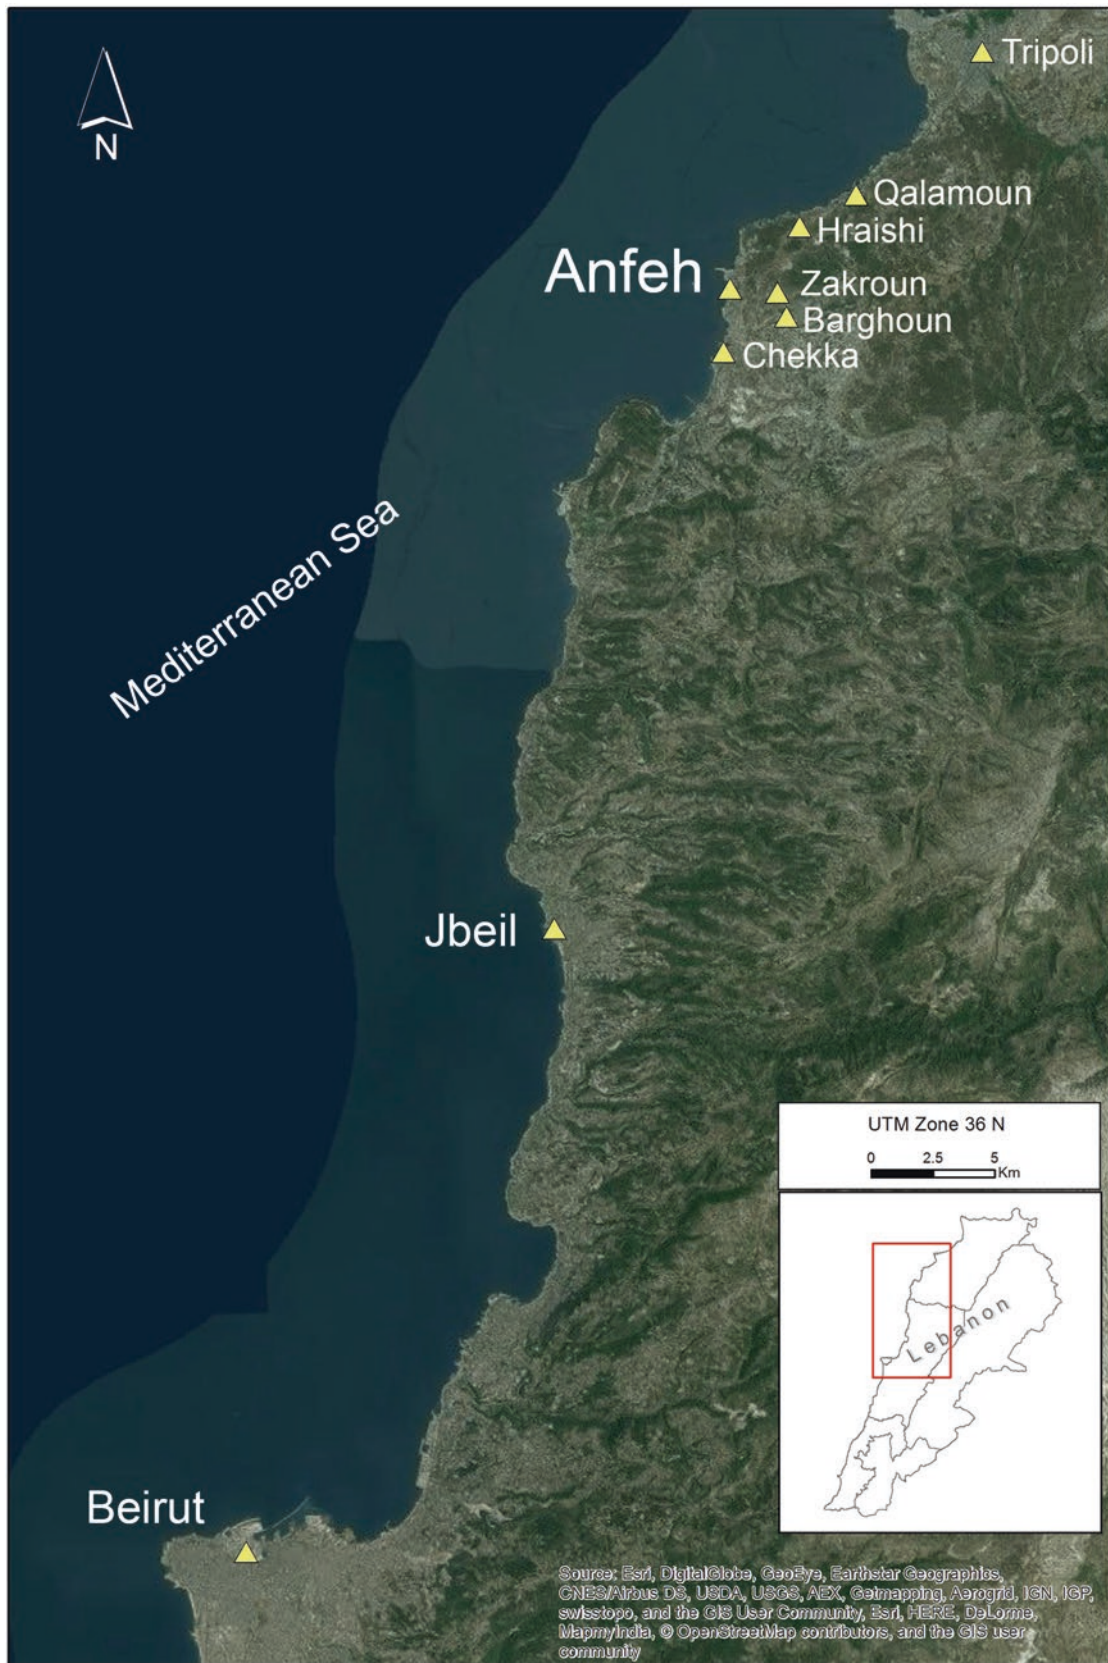 Tripoli
N
Qalamoun
Hraishi
Anfeh
Zakroun
Barghoun
Chekka
Mediterranean Sea
Jbeil
UTM Zone 36 N
0 2.5 5
Km
Lebanon
Beirut
Source: Esri, DigitalGlobe, GeoEye, Earthstar Geographics,
CNES/Airbus DS, USDA, USGS, AEX, Getmapping, Aerogrid, IGN, IGP,
swisstopo, and the GIS User Community, Esri, HERE, DeLorme,
MapmyIndia, © OpenStreetMap contributors, and the GIS user
community